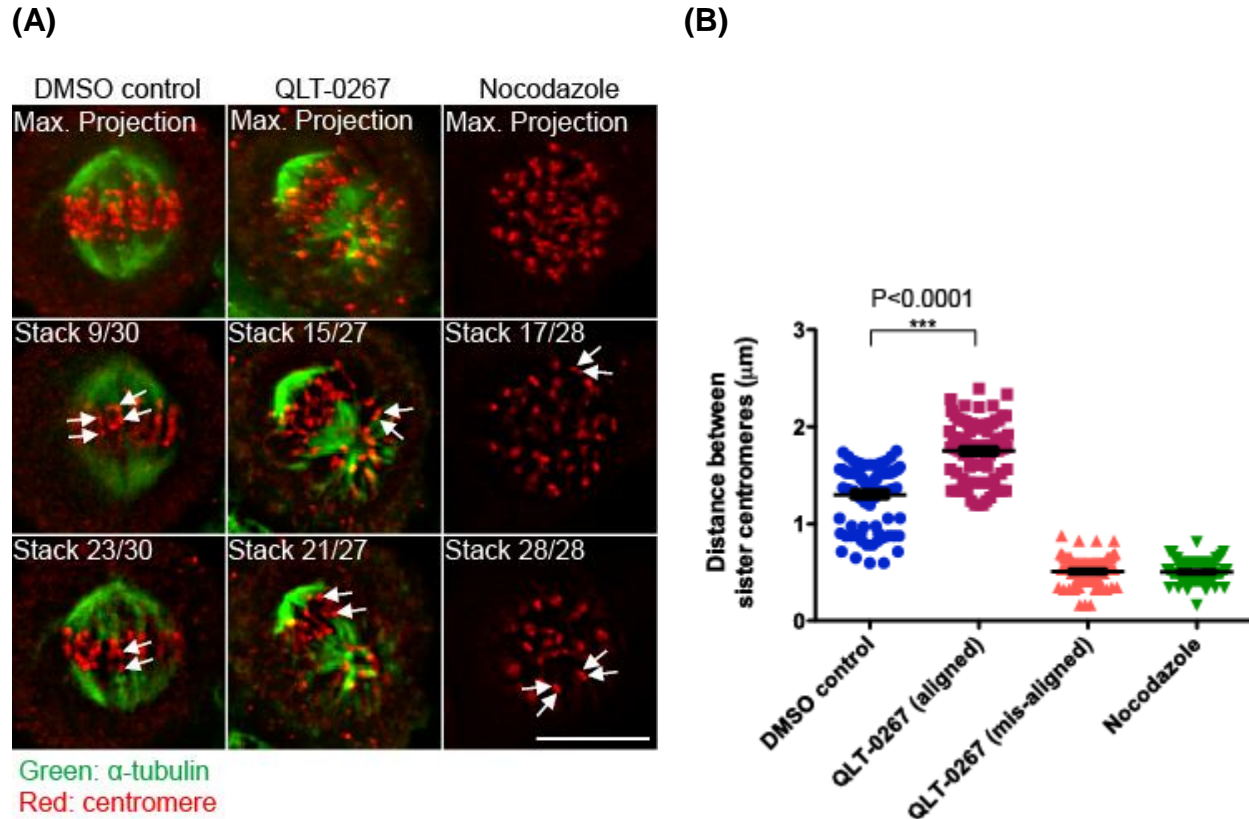 (A)
DMSO control QLT-0267 Nocodazole
Max. Projection Max. Projection Max. Projection
Stack 9/30 Stack 15/27 Stack 17/28
Stack 23/30 Stack 21/27 Stack 28/28
Green: α-tubulin
Red: centromere
(B)
P<0.0001
***
3
2
1
0
Distance between
sister centromeres (μm)
DMSO control
QLT-0267 (aligned)
QLT-0267 (mis-aligned)
Nocodazole